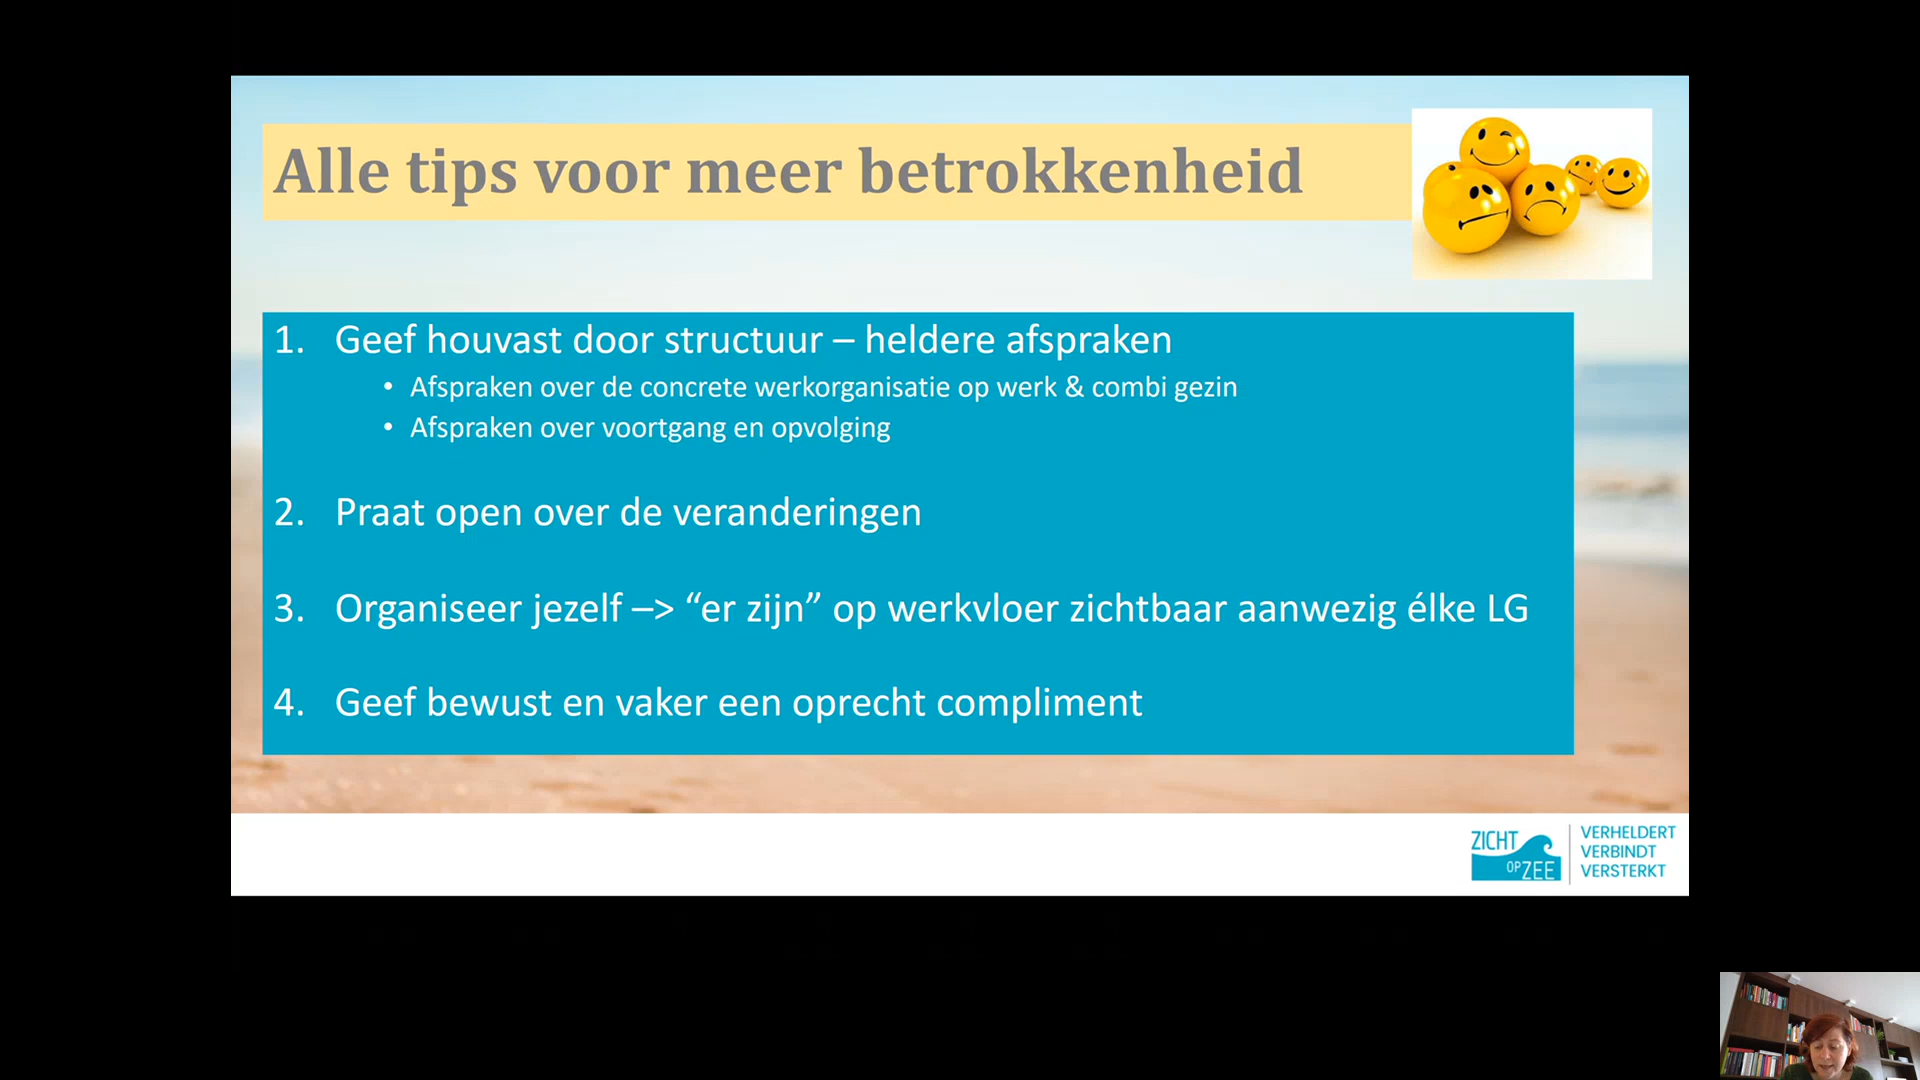 Alle tips voor meer betrokkenheid
1. Geef houvast door structuur – heldere afspraken
• Afspraken over de concrete werkorganisatie op werk & combi gezin
• Afspraken over voortgang en opvolging
2. Praat open over de veranderingen
3. Organiseer jezelf –> “er zijn” op werkvloer zichtbaar aanwezig élke LG
4. Geef bewust en vaker een oprecht compliment
ZICHT
OP ZEE
VERHELDERT
VERBINDT
VERSTERKT